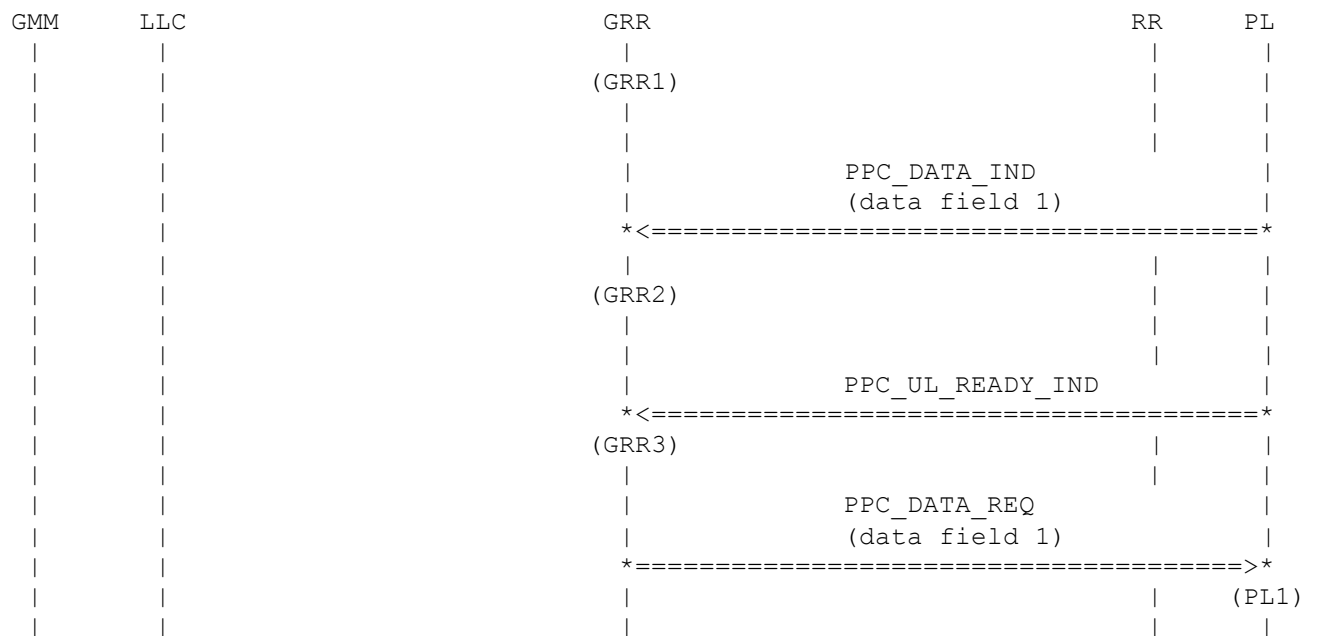 GMM LLC GRR RR PL
(GRR1)
PPC_DATA_IND
(data field 1)
*<======================================*
(GRR2)
PPC_UL_READY_IND
*<======================================*
(GRR3)
PPC_DATA_REQ
(data field 1)
*======================================>*
(PL1)